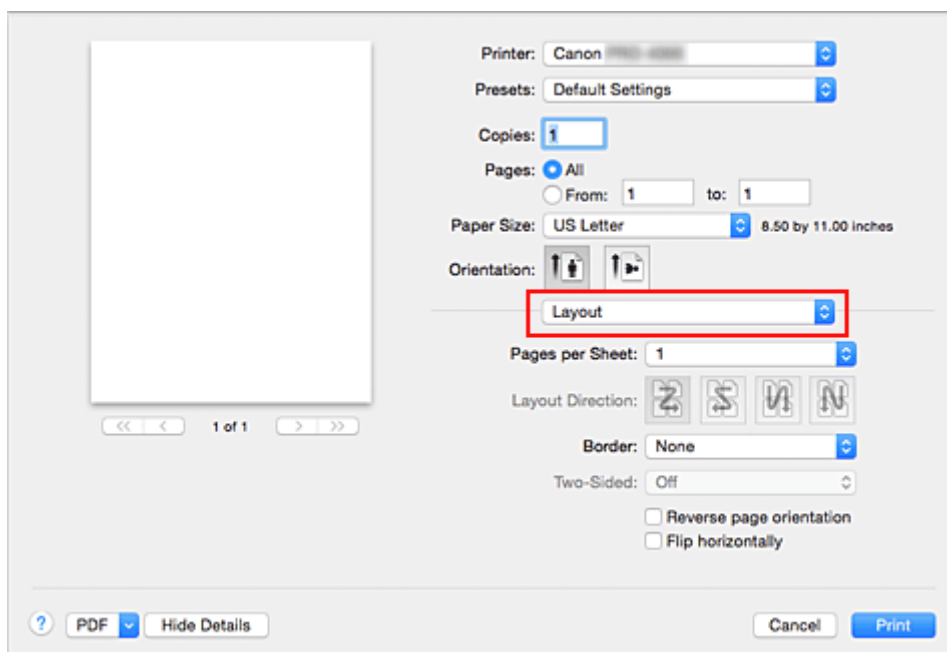 Printer: Canon
Presets: Default Settings
Copies: 1
Pages: All
From: 1 to: 1
Paper Size: US Letter 8.50 by 11.00 inches
Orientation:
Layout
Pages per Sheet: 1
Layout Direction:
1 of 1
Border: None
Two-Sided: Off
Reverse page orientation
Flip horizontally
? PDF Hide Details Cancel Print